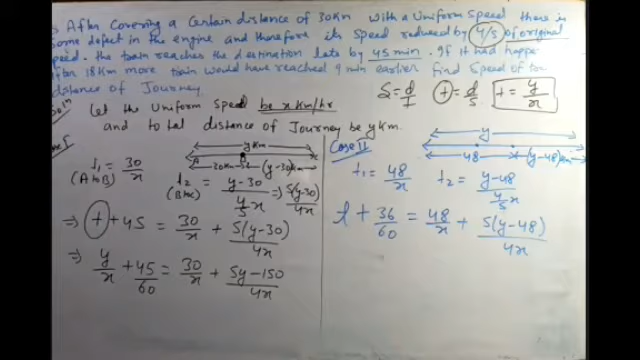 After Covering a Certain distance of 30Km with a Uniform Speed there is
Some defect in the engine and therefore its Speed reduced by 4/5 of original
speed. the train reaches the destination late by 45 min. If it had happe
after 18Km more train would have reached 9 min earlier find Speed of
distance of Journey.
S = d/T t = d/s t = y/x
Let the Uniform Speed be x km/hr
and total distance of Journey be y km.
Case I
y km
A 30km (y-30)km
t1 = 30/x
(A to B)
t2 = y-30 / 4/5 x => 5(y-30)/4x
(B to C)
=> t + 45 = 30/x + 5(y-30)/4x
=> y/x + 45/60 = 30/x + 5y-150/4x
Case II
y
48 (y-48)km
t1 = 48/x t2 = y-48 / 4/5 x
t + 36/60 = 48/x + 5(y-48)/4x